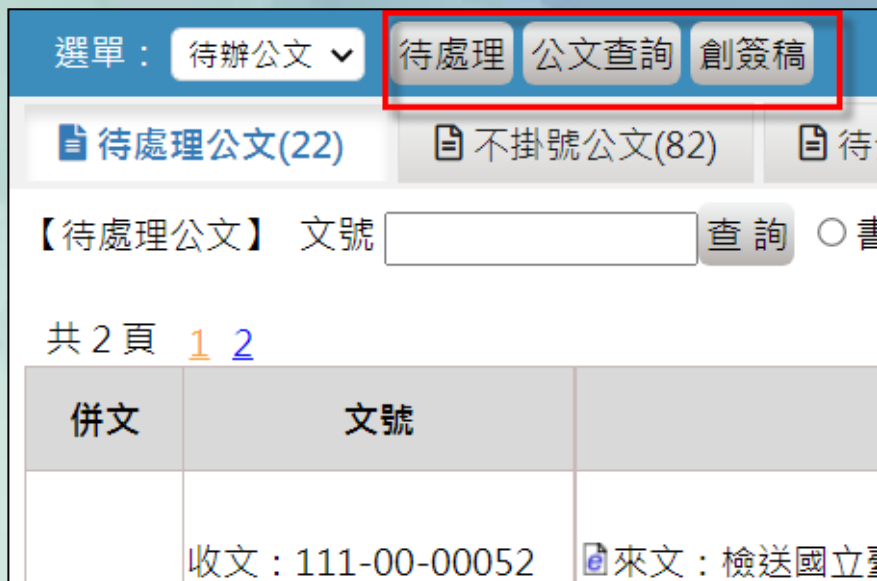 選單： 待辦公文 待處理 公文查詢 創簽稿
待處理公文(22) 不掛號公文(82) 待
【待處理公文】 文號 查 詢
共 2 頁 1 2
併文 文號
收文：111-00-00052 來文：檢送國立